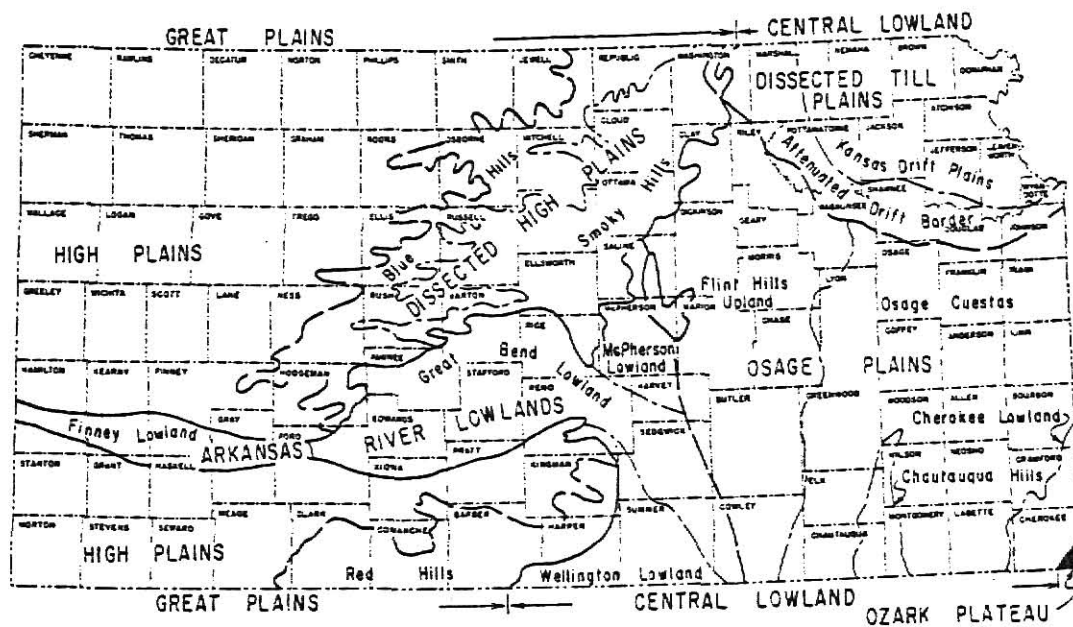 GREAT PLAINS
CENTRAL LOWLAND
CHEYENNE RAWLINS DECATUR NORTON PHILLIPS SMITH JEWELL REPUBLIC WASHINGTON MARSHALL NEMAHA BROWN DONIPHAN
DISSECTED TILL PLAINS
ATCHISON
SHERMAN THOMAS SHERIDAN GRAHAM ROOKS OSBORNE MITCHELL CLOUD CLAY RILEY POTTAWATOMIE JACKSON
JEFFERSON LEAVENWORTH
Kansas Drift Plains
Attenuated Drift Border
OTTAWA
SHAWNEE
WYANDOTTE
WALLACE LOGAN GOVE TREGO ELLIS RUSSELL
DICKINSON GEARY WABAUNSEE DOUGLAS JOHNSON
Blue Hills
DISSECTED HIGH PLAINS
Smoky Hills
HIGH PLAINS
SALINE
ELLSWORTH
MORRIS
OSAGE
LYON
FRANKLIN
Flint Hills Upland
Osage Cuestas
GREELEY WICHITA SCOTT LANE NESS RUSH BARTON
RICE
McPHERSON MARION CHASE
COFFEY ANDERSON LINN
McPherson Lowland
OSAGE PLAINS
Great Bend Lowland
PAWNEE
STAFFORD
HAMILTON KEARNY FINNEY HODGEMAN
RENO HARVEY
BUTLER GREENWOOD WOODSON ALLEN BOURBON
Cherokee Lowland
GRAY FORD EDWARDS
SEDGWICK
Finney Lowland
ARKANSAS RIVER LOWLANDS
PRATT
KIOWA
KINGMAN
STANTON GRANT HASKELL
WILSON NEOSHO CRAWFORD
Chautauqua Hills
ELK
MEADE CLARK
COMANCHE
BARBER
HARPER
SUMNER COWLEY
CHAUTAUQUA
MONTGOMERY LABETTE CHEROKEE
MORTON STEVENS SEWARD
HIGH PLAINS
Red Hills
Wellington Lowland
GREAT PLAINS
CENTRAL LOWLAND
OZARK PLATEAU